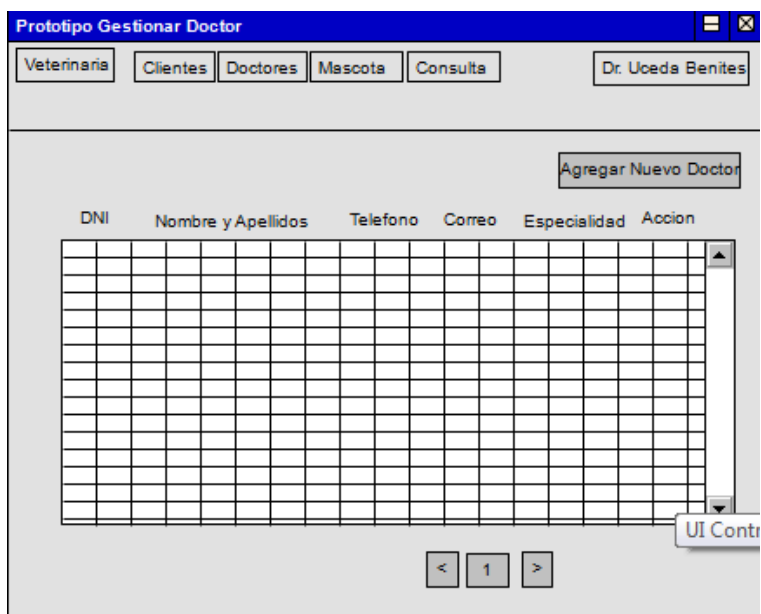 Prototipo Gestionar Doctor
Veterinaria Clientes Doctores Mascota Consulta Dr. Uceda Benites
Agregar Nuevo Doctor
DNI Nombre y Apellidos Telefono Correo Especialidad Accion
UI Contr
< 1 >